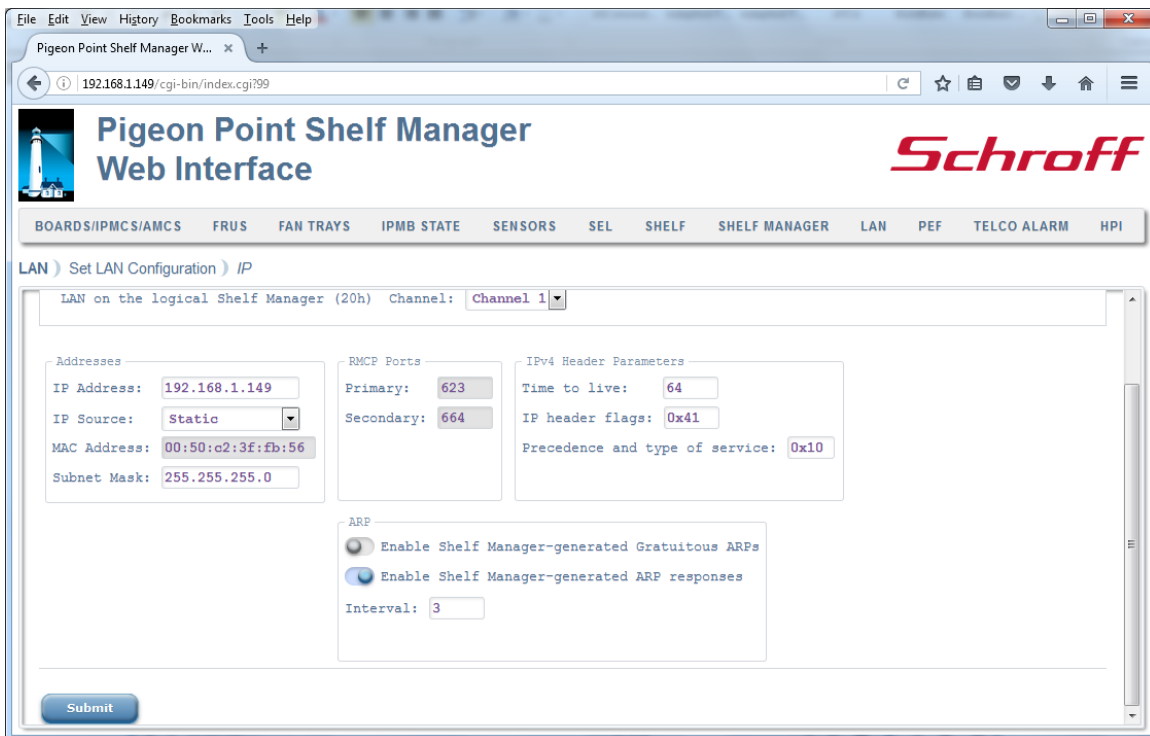 File Edit View History Bookmarks Tools Help
Pigeon Point Shelf Manager W... × +
192.168.1.149/cgi-bin/index.cgi?99
Pigeon Point Shelf Manager
Web Interface
Schroff
BOARDS/IPMCS/AMCS FRUS FAN TRAYS IPMB STATE SENSORS SEL SHELF SHELF MANAGER LAN PEF TELCO ALARM HPI
LAN ) Set LAN Configuration ) IP
LAN on the logical Shelf Manager (20h) Channel: Channel 1
Addresses
IP Address: 192.168.1.149
IP Source: Static
MAC Address: 00:50:c2:3f:fb:56
Subnet Mask: 255.255.255.0
RMCP Ports
Primary: 623
Secondary: 664
IPv4 Header Parameters
Time to live: 64
IP header flags: 0x41
Precedence and type of service: 0x10
ARP
Enable Shelf Manager-generated Gratuitous ARPs
Enable Shelf Manager-generated ARP responses
Interval: 3
Submit